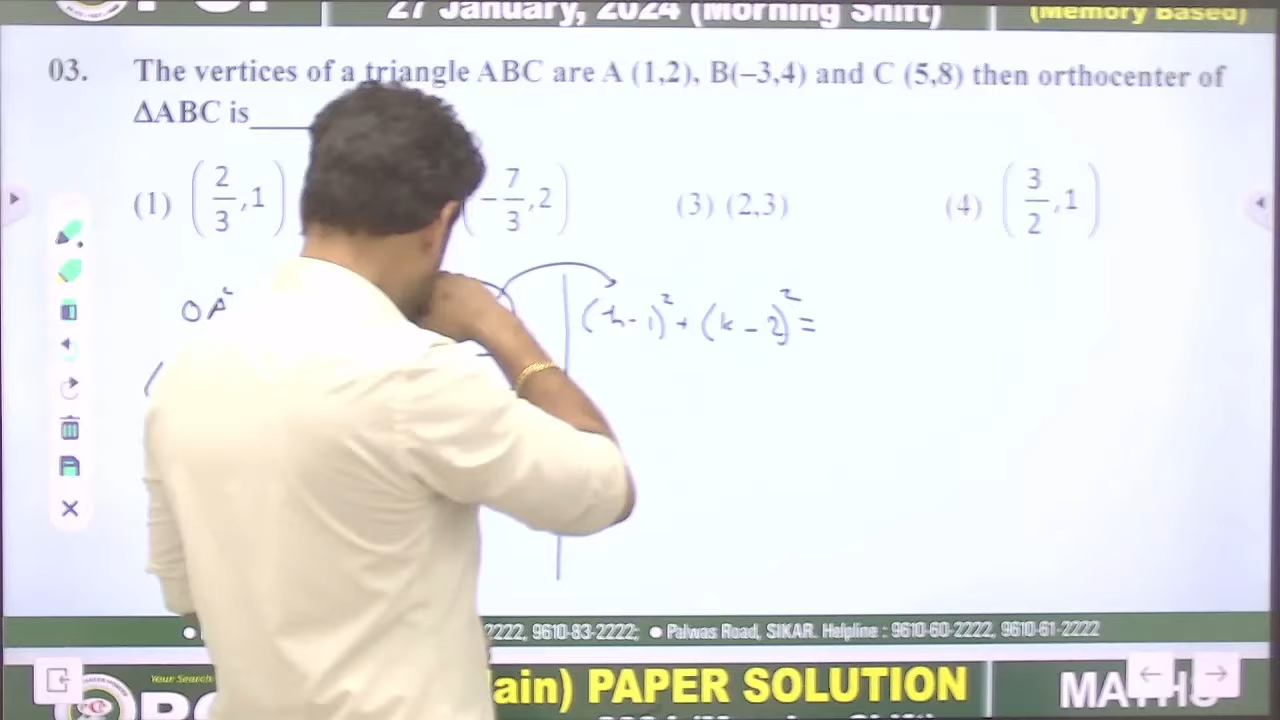 27 January, 2024 (Morning Shift)
(Memory Based)
03. The vertices of a triangle ABC are A (1,2), B(–3,4) and C (5,8) then orthocenter of
ΔABC is____
(1) (2/3, 1)
(-7/3, 2)
(3) (2,3)
(4) (3/2, 1)
OA²
(h - 1)² + (k - 2)² =
2222, 9610-83-2222; ● Palwas Road, SIKAR. Helpline : 9610-60-2222, 9610-61-2222
Your Search
ain) PAPER SOLUTION
MATHS